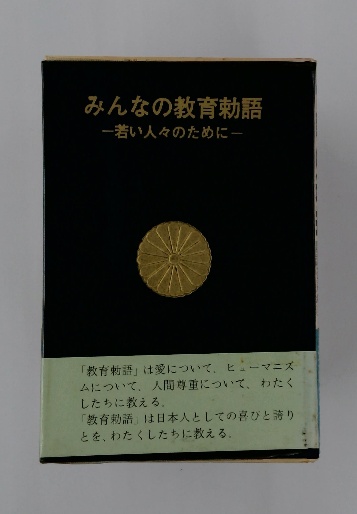 みんなの教育勅語
―若い人々のために―
「教育勅語」は愛について、ヒューマニズ
ムについて、人間尊重について、わたく
したちに教える。
「教育勅語」は日本人としての喜びと誇り
とを、わたくしたちに教える。